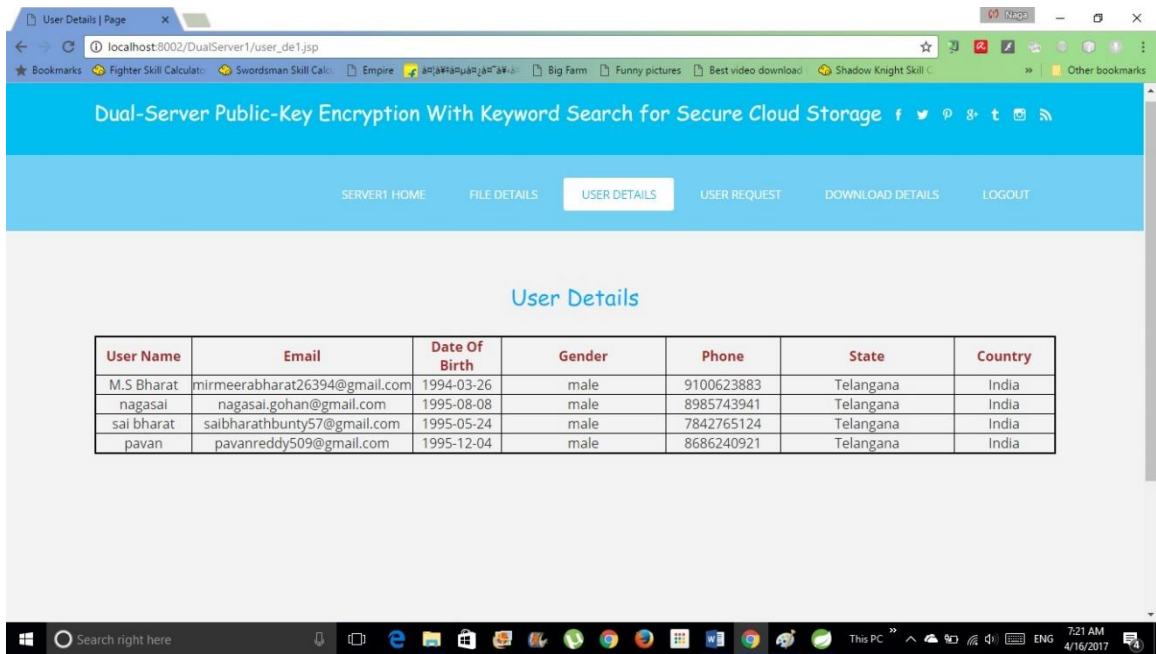 User Details | Page
Naga
localhost:8002/DualServer1/user_de1.jsp
Bookmarks Fighter Skill Calculato Swordsman Skill Calc Empire Big Farm Funny pictures Best video download Shadow Knight Skill C » Other bookmarks
Dual-Server Public-Key Encryption With Keyword Search for Secure Cloud Storage
SERVER1 HOME FILE DETAILS USER DETAILS USER REQUEST DOWNLOAD DETAILS LOGOUT
User Details
User Name Email Date Of Birth Gender Phone State Country
M.S Bharat mirmeerabharat26394@gmail.com 1994-03-26 male 9100623883 Telangana India
nagasai nagasai.gohan@gmail.com 1995-08-08 male 8985743941 Telangana India
sai bharat saibharathbunty57@gmail.com 1995-05-24 male 7842765124 Telangana India
pavan pavanreddy509@gmail.com 1995-12-04 male 8686240921 Telangana India
Search right here This PC » ENG 7:21 AM
4/16/2017